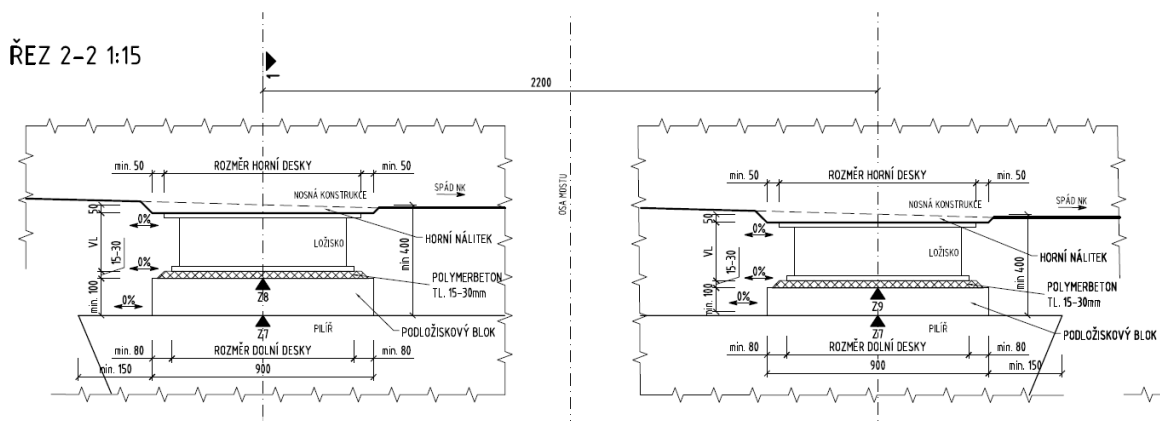 ŘEZ 2-2 1:15
1
2200
OSA MOSTU
min. 50
ROZMĚR HORNÍ DESKY
min. 50
NOSNÁ KONSTRUKCE
SPÁD NK
50
0%
HORNÍ NÁLITEK
VL
LOŽISKO
min 400
15-30
0%
POLYMERBETON
TL. 15-30mm
min. 100
0%
Z8
Z7
PILÍŘ
PODLOŽISKOVÝ BLOK
min. 80
ROZMĚR DOLNÍ DESKY
min. 80
min. 150
900
min. 50
ROZMĚR HORNÍ DESKY
min. 50
NOSNÁ KONSTRUKCE
SPÁD NK
50
0%
HORNÍ NÁLITEK
VL
LOŽISKO
min 400
15-30
0%
POLYMERBETON
TL. 15-30mm
min. 100
0%
Z9
Z7
PILÍŘ
PODLOŽISKOVÝ BLOK
min. 80
ROZMĚR DOLNÍ DESKY
min. 80
900
min. 150